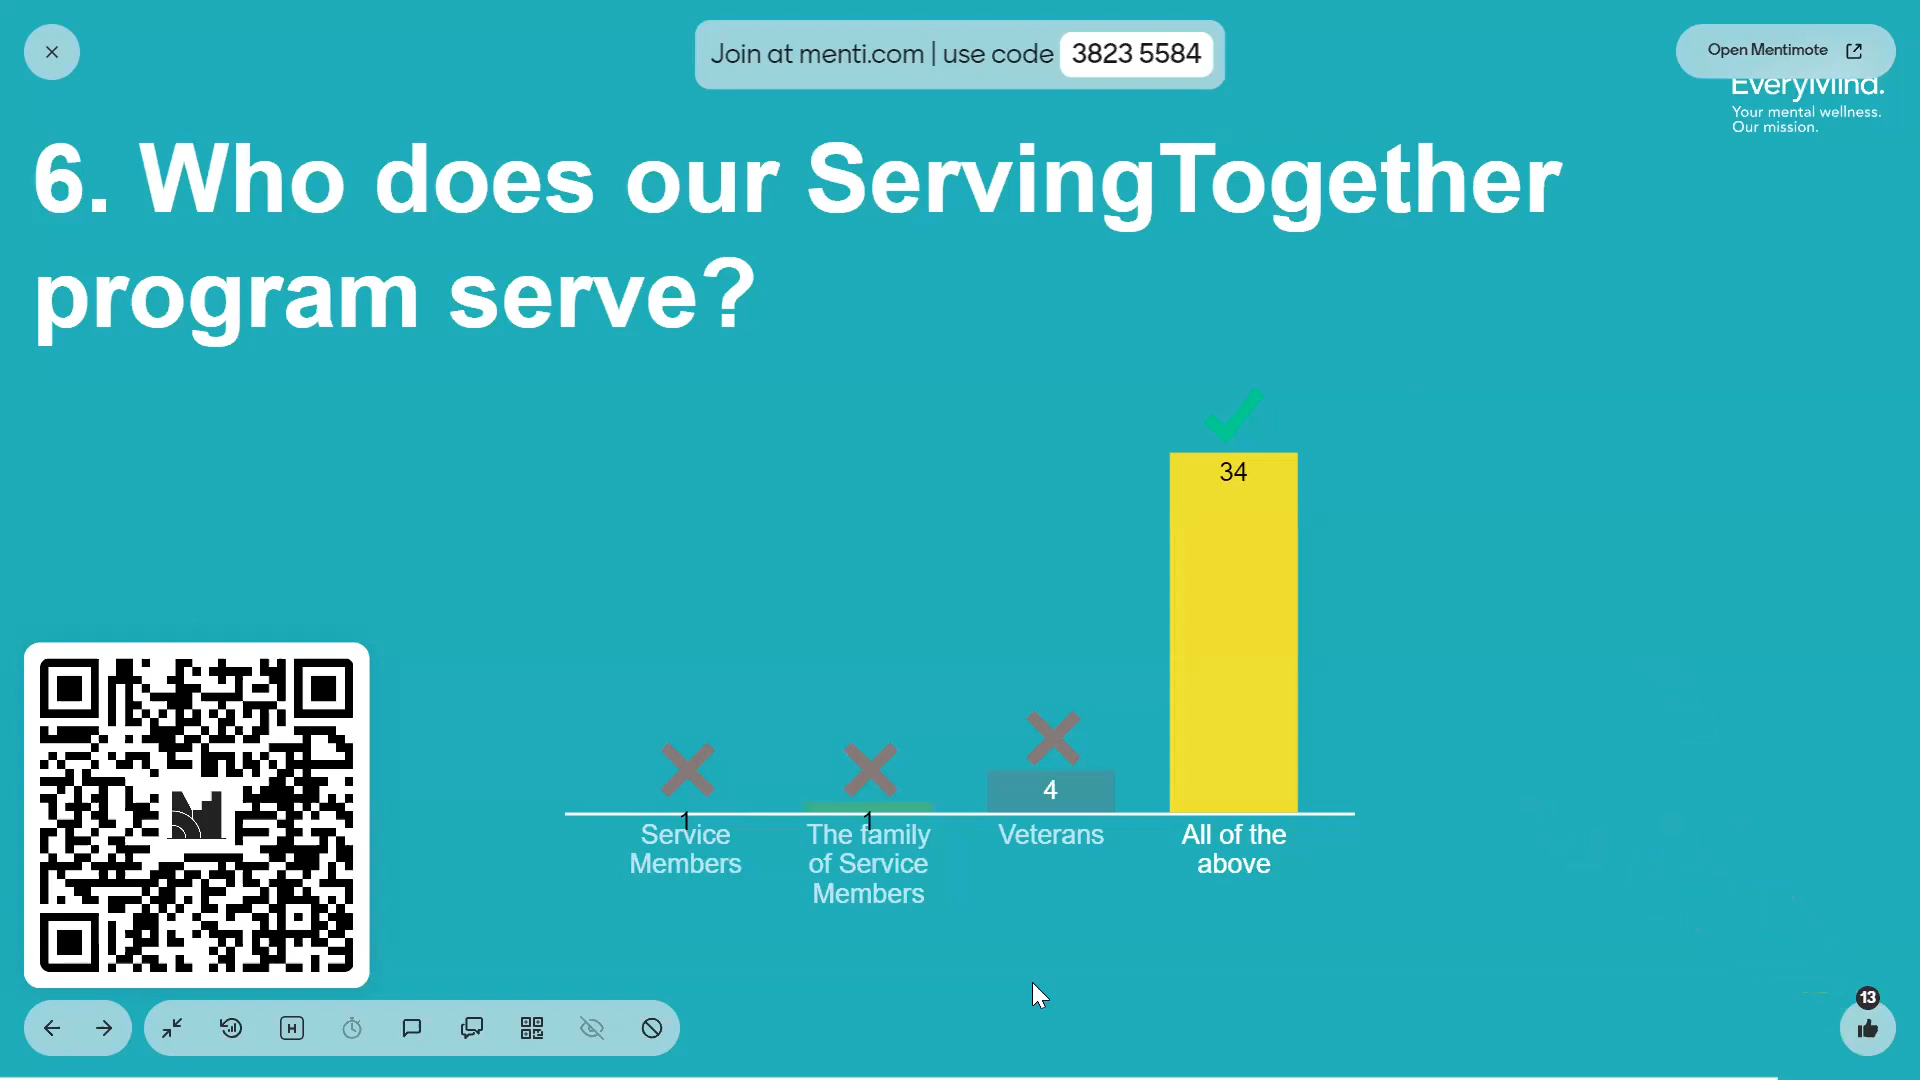 Join at menti.com | use code 3823 5584
Open Mentimote
EveryMind.
Your mental wellness.
Our mission.
6. Who does our ServingTogether
program serve?
34
4
1
1
Service
Members
The family
of Service
Members
Veterans
All of the
above
H
13